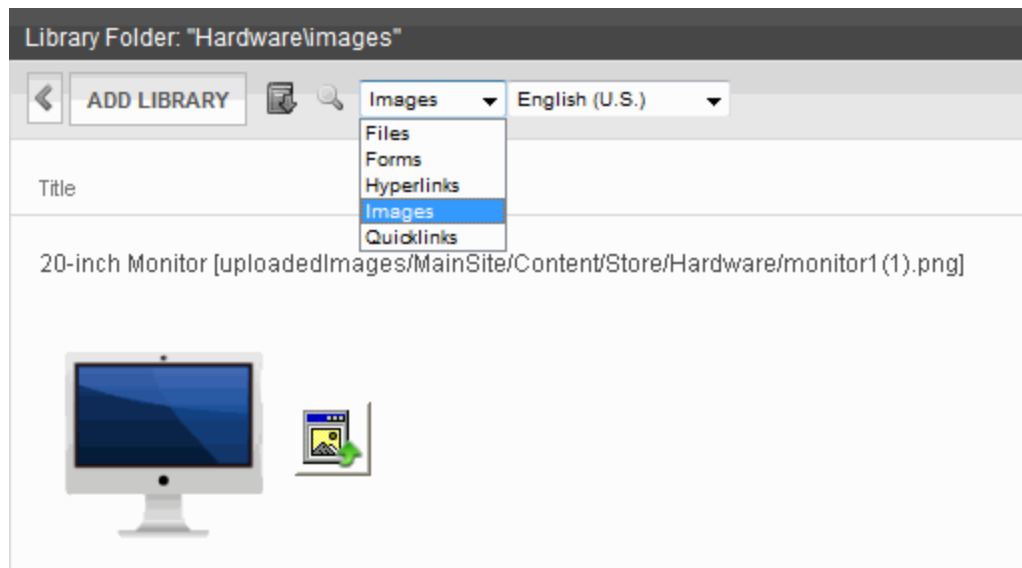 Library Folder: "Hardware\images"
ADD LIBRARY Images English (U.S.)
Files
Forms
Hyperlinks
Images
Quicklinks
Title
20-inch Monitor [uploadedImages/MainSite/Content/Store/Hardware/monitor1(1).png]